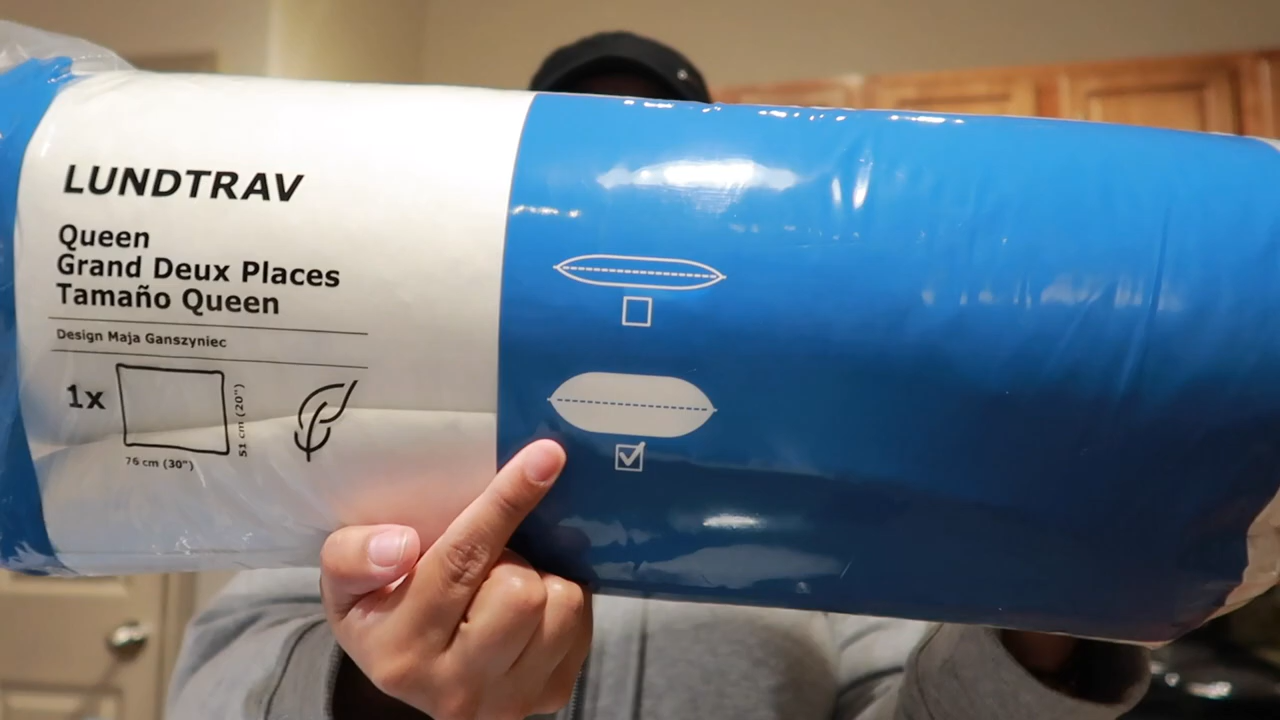 LUNDTRAV
Queen
Grand Deux Places
Tamaño Queen
Design Maja Ganszyniec
1x
51 cm (20")
76 cm (30")